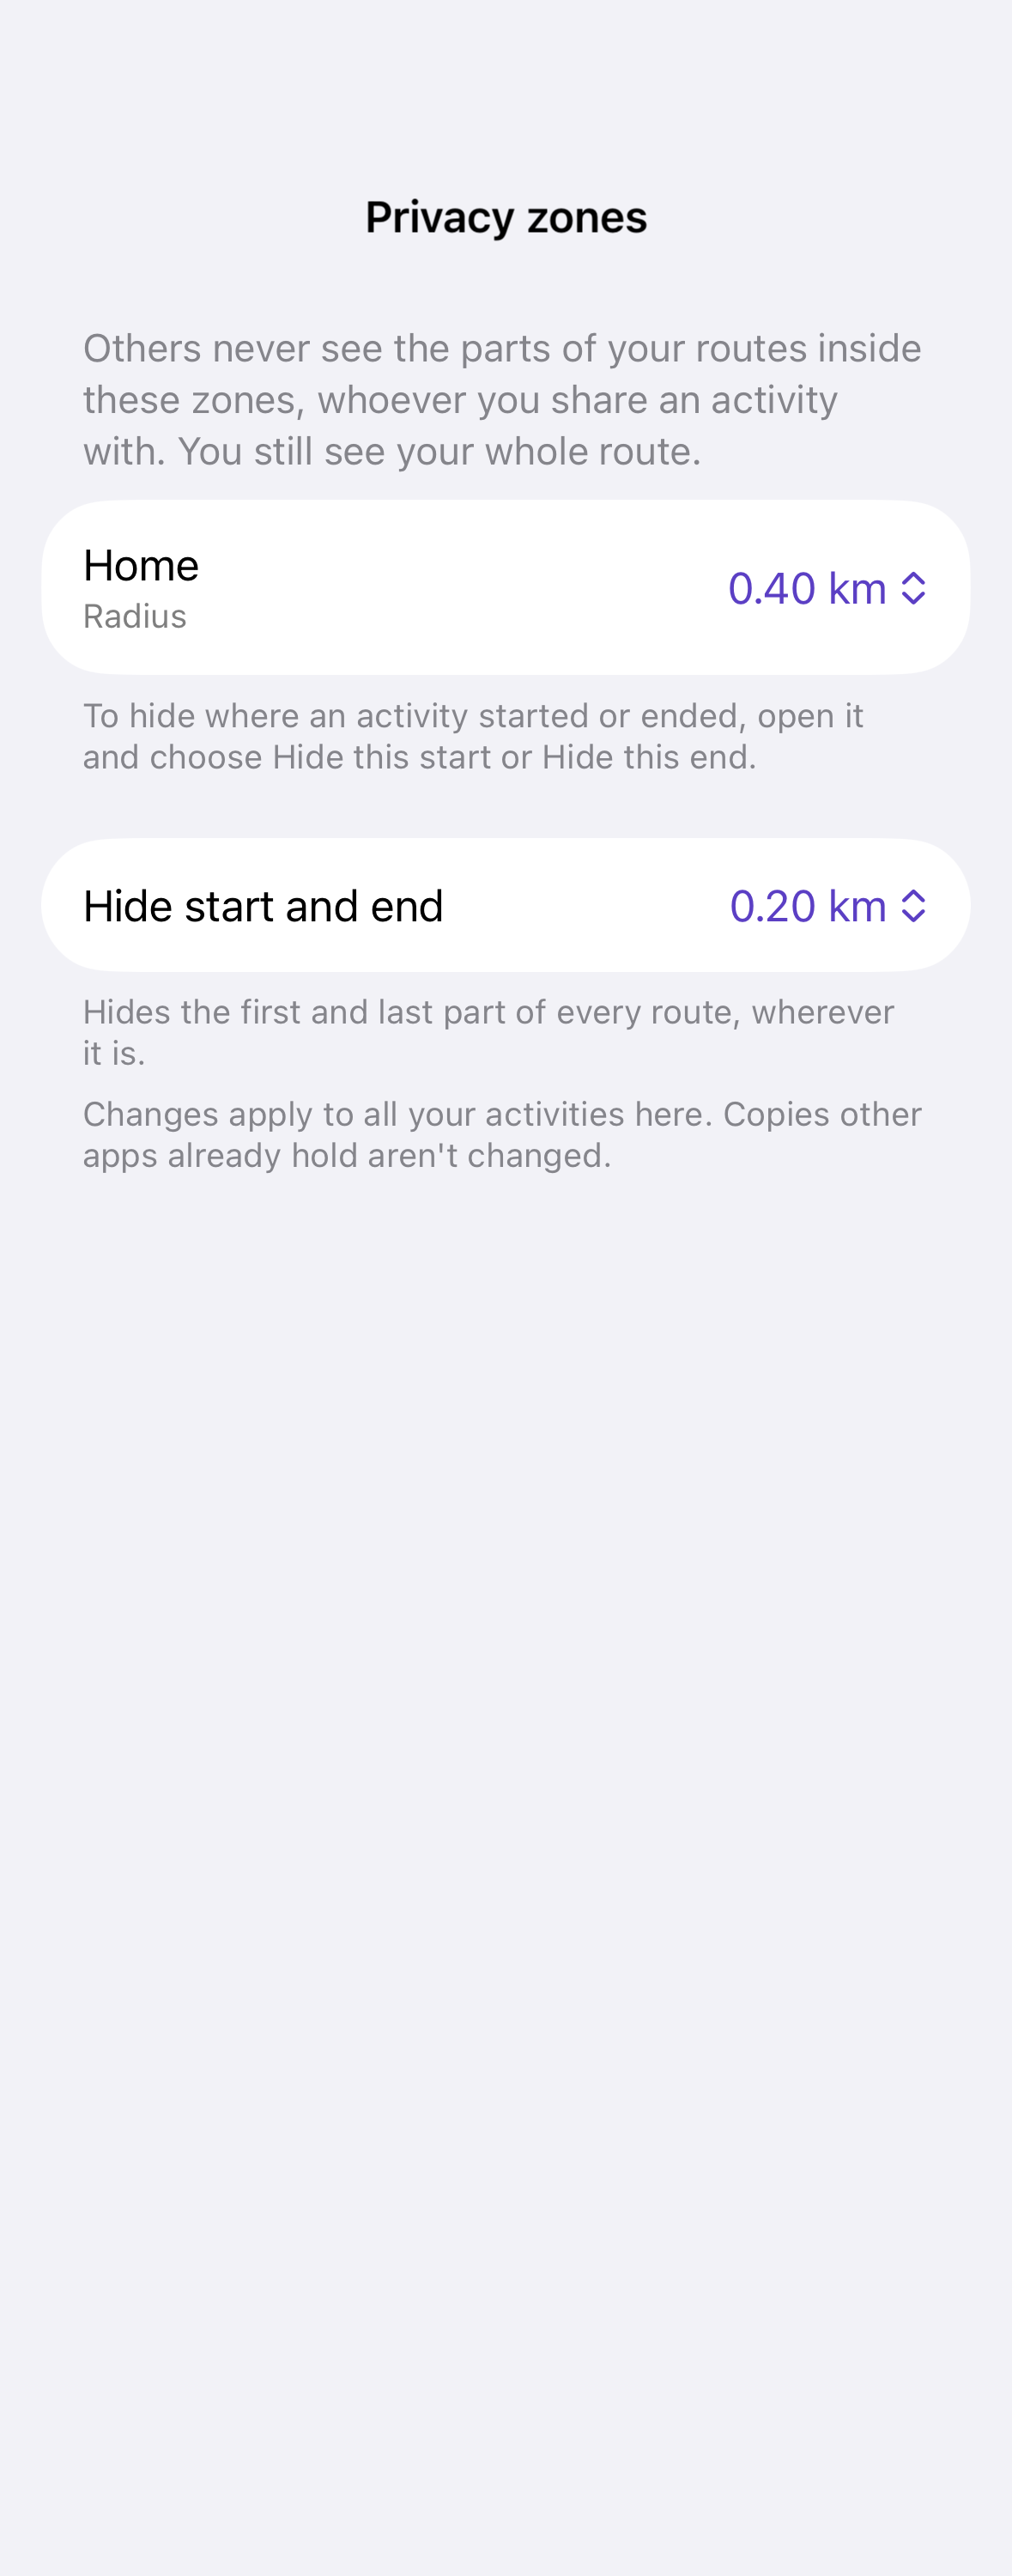 Privacy zones
Others never see the parts of your routes inside
these zones, whoever you share an activity
with. You still see your whole route.
Home
Radius
0.40 km
To hide where an activity started or ended, open it
and choose Hide this start or Hide this end.
Hide start and end
0.20 km
Hides the first and last part of every route, wherever
it is.
Changes apply to all your activities here. Copies other
apps already hold aren't changed.